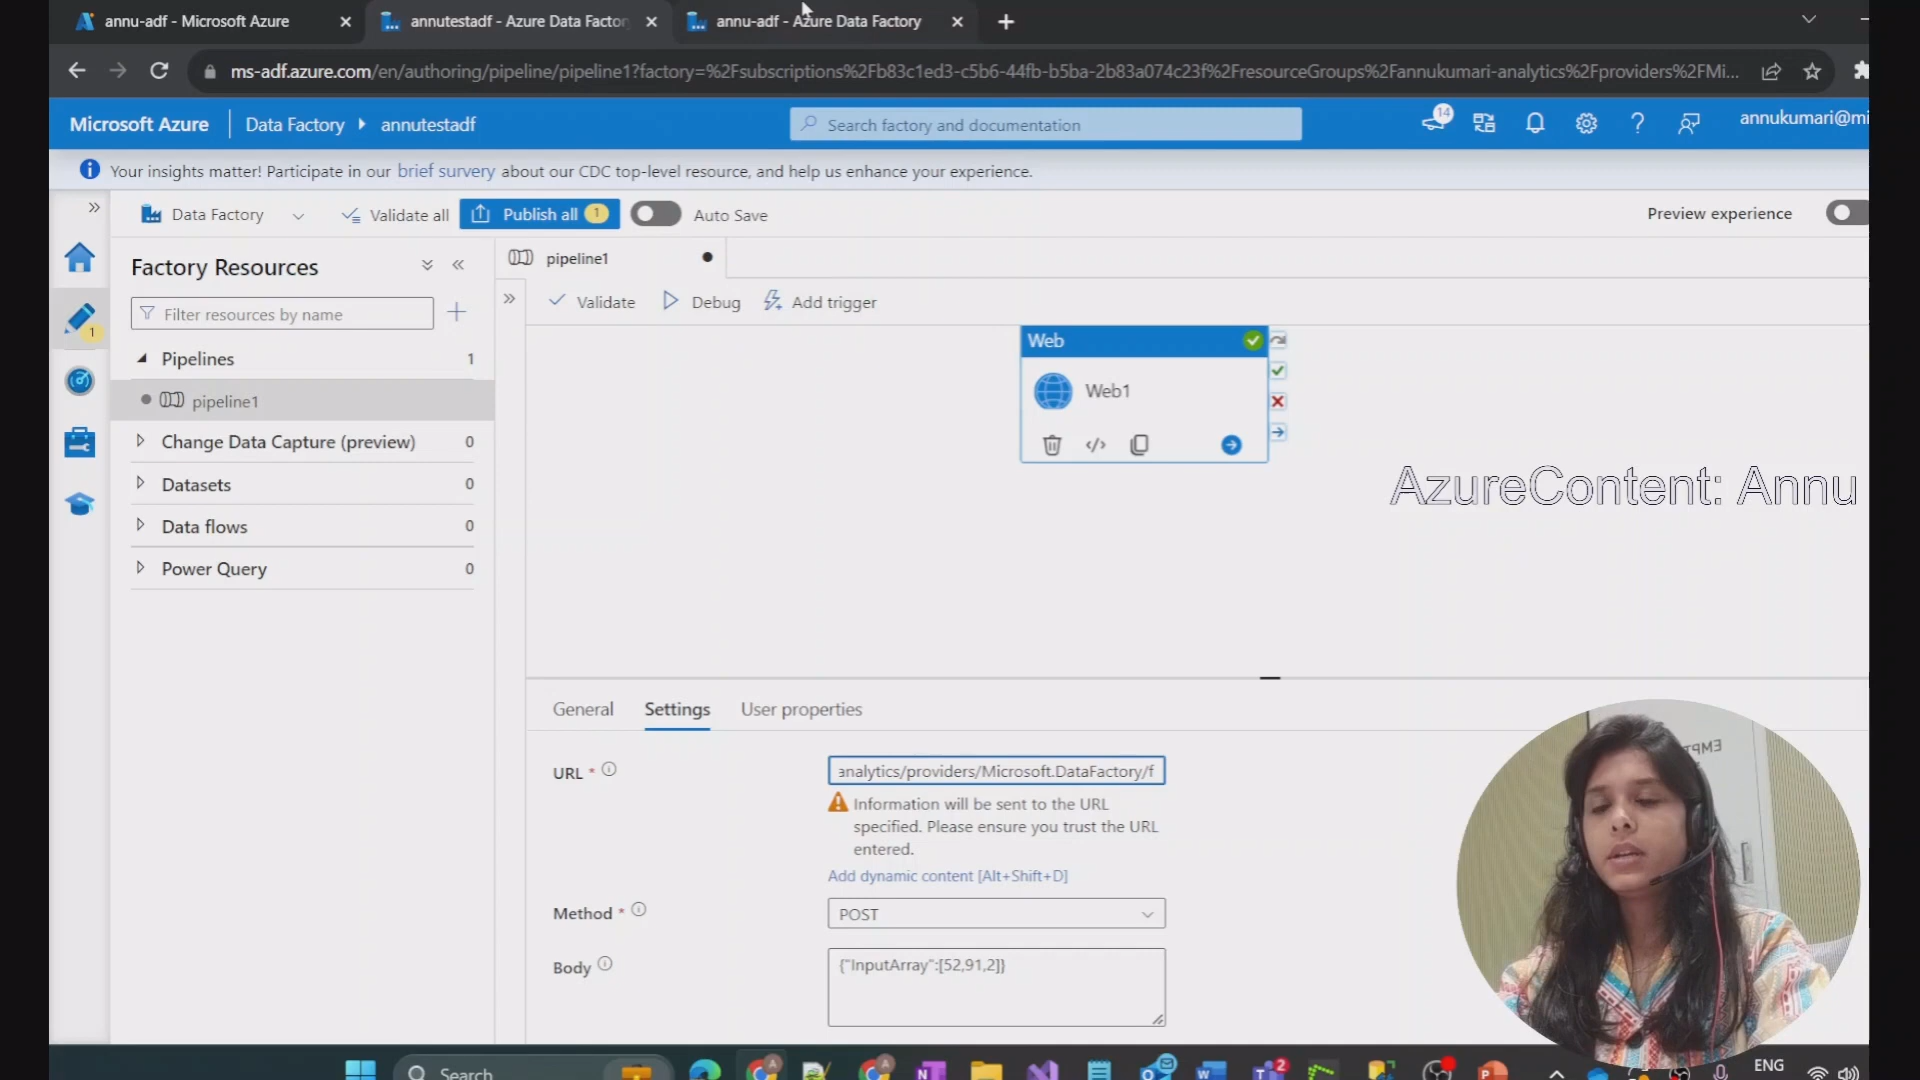 annu-adf - Microsoft Azure
annutestadf - Azure Data Factor
annu-adf - Azure Data Factory
ms-adf.azure.com/en/authoring/pipeline/pipeline1?factory=%2Fsubscriptions%2Fb83c1ed3-c5b6-44fb-b5ba-2b83a074c23f%2FresourceGroups%2Fannukumari-analytics%2Fproviders%2FMi...
Microsoft Azure
Data Factory
annutestadf
Search factory and documentation
14
annukumari@mi
Your insights matter! Participate in our brief survey about our CDC top-level resource, and help us enhance your experience.
Data Factory
Validate all
Publish all 1
Auto Save
Preview experience
Factory Resources
pipeline1
Filter resources by name
Validate
Debug
Add trigger
1
Pipelines 1
pipeline1
Change Data Capture (preview) 0
Datasets 0
Data flows 0
Power Query 0
Web
Web1
AzureContent: Annu
General
Settings
User properties
URL *
analytics/providers/Microsoft.DataFactory/f
Information will be sent to the URL
specified. Please ensure you trust the URL
entered.
Add dynamic content [Alt+Shift+D]
Method *
POST
Body
{"InputArray":[52,91,2]}
Search
2
ENG